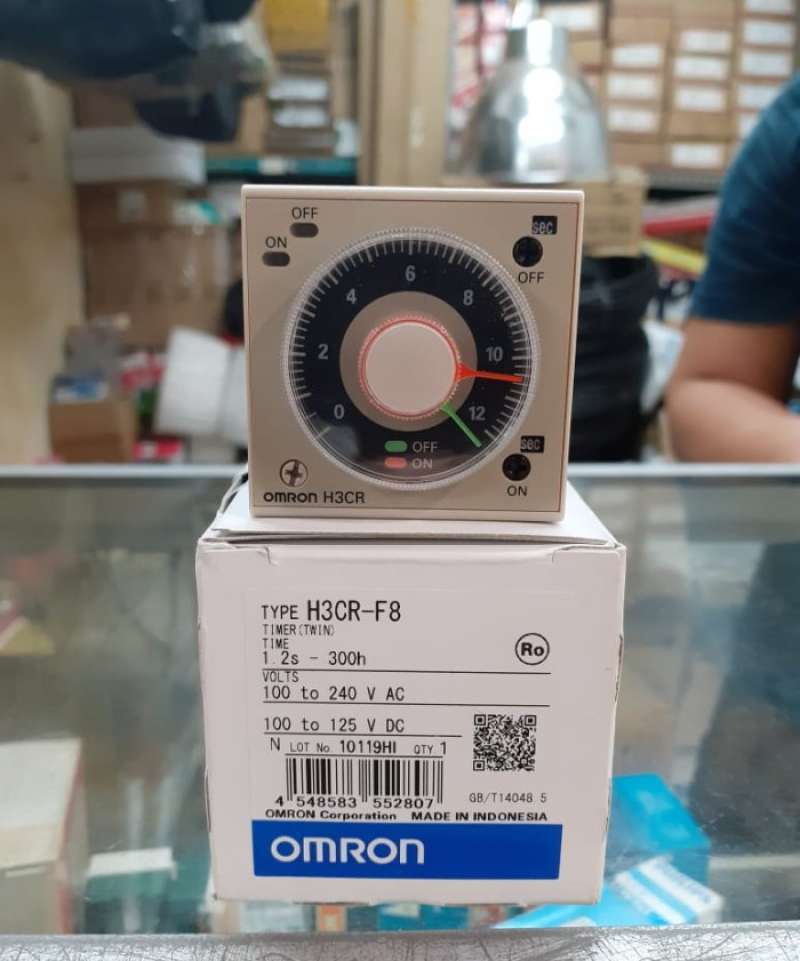 OFF
ON
sec
OFF
0 2 4 6 8 10 12
OFF
ON
sec
ON
OMRON H3CR
TYPE H3CR-F8
TIMER(TWIN)
TIME
1.2s - 300h
Ro
VOLTS
100 to 240 V AC
100 to 125 V DC
N LOT No. 10119HI QTY 1
4 548583 552807
GB/T14048.5
OMRON Corporation MADE IN INDONESIA
OMRON